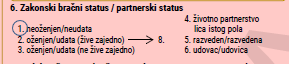 6. Zakonski bračni status / partnerski status
1. neoženjen/neudata
2. oženjen/udata (žive zajedno) 8.
3. oženjen/udata (ne žive zajedno)
4. životno partnerstvo
lica istog pola
5. razveden/razvedena
6. udovac/udovica